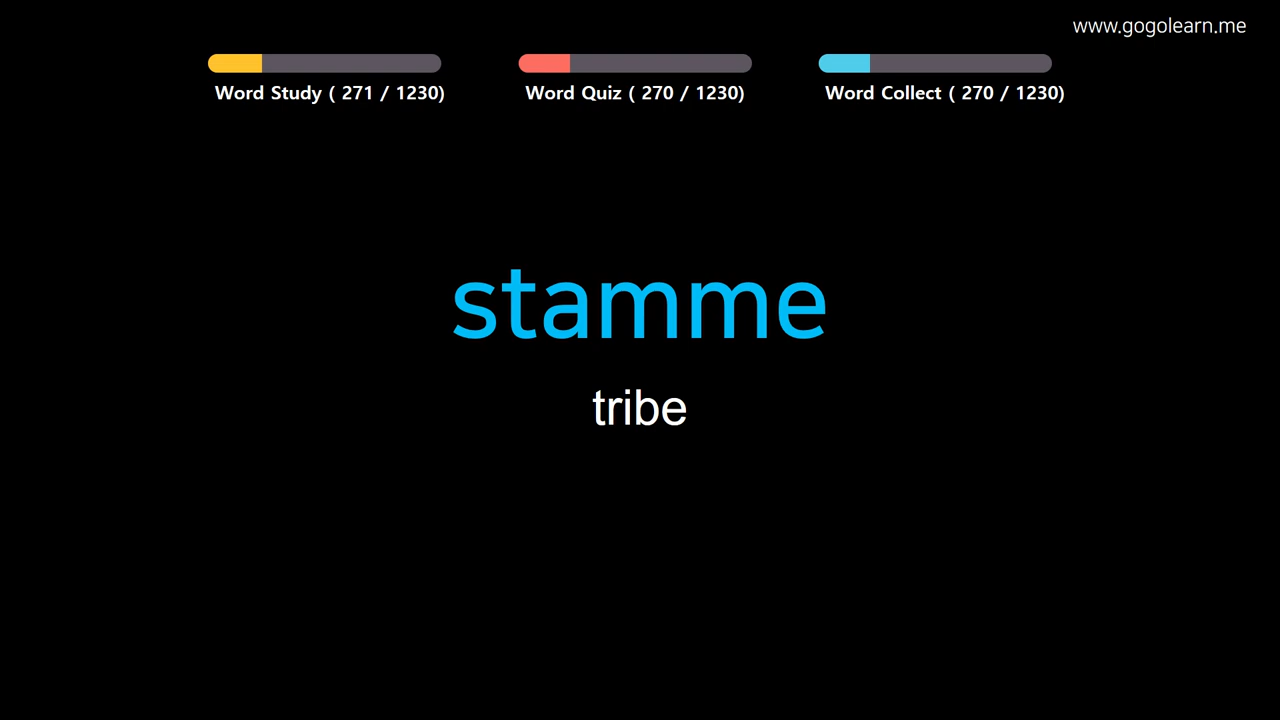 www.gogolearn.me
Word Study ( 271 / 1230)
Word Quiz ( 270 / 1230)
Word Collect ( 270 / 1230)
stamme
tribe